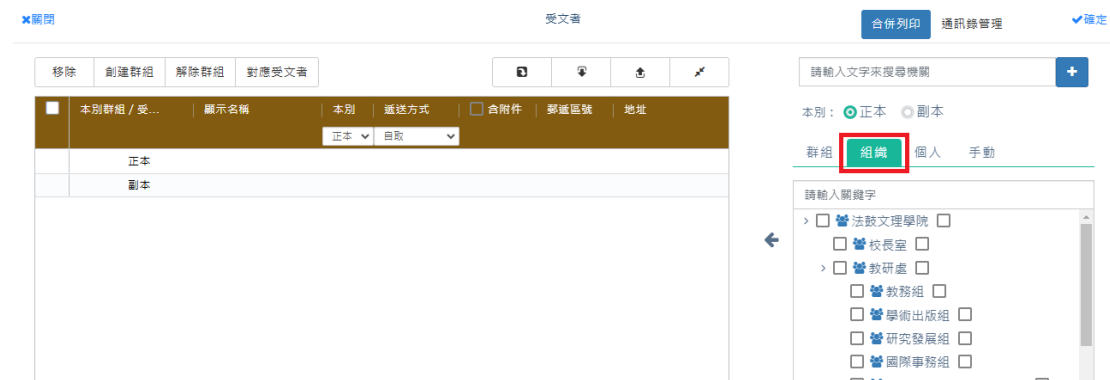 ✖關閉 受文者 合併列印 通訊錄管理 ✔確定
移除 創建群組 解除群組 對應受文者
請輸入文字來搜尋機關 +
本別群組 / 受... 顯示名稱 本別 遞送方式 含附件 郵遞區號 地址
正本 自取
正本
副本
本別： 正本 副本
群組 組織 個人 手動
請輸入關鍵字
法鼓文理學院
校長室
教研處
教務組
學術出版組
研究發展組
國際事務組